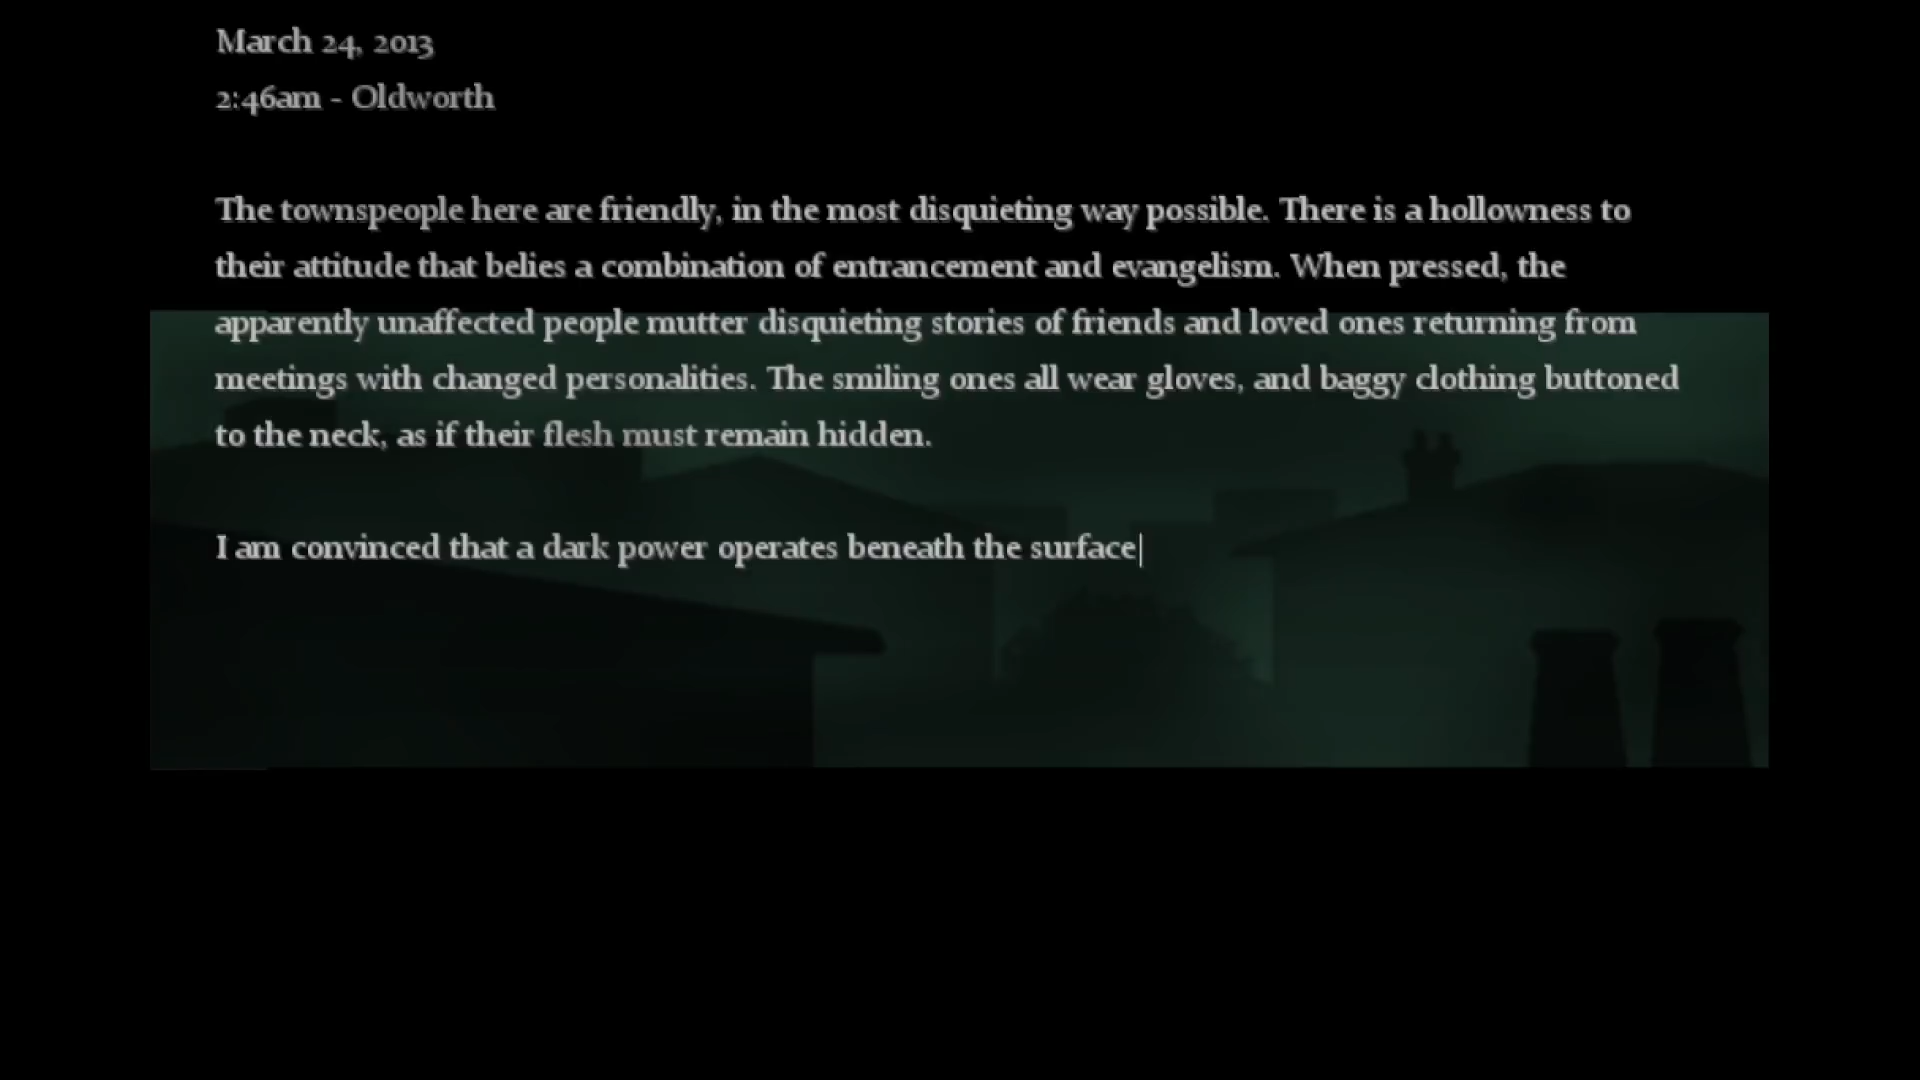 March 24, 2013
2:46am - Oldworth
The townspeople here are friendly, in the most disquieting way possible. There is a hollowness to
their attitude that belies a combination of entrancement and evangelism. When pressed, the
apparently unaffected people mutter disquieting stories of friends and loved ones returning from
meetings with changed personalities. The smiling ones all wear gloves, and baggy clothing buttoned
to the neck, as if their flesh must remain hidden.
I am convinced that a dark power operates beneath the surface